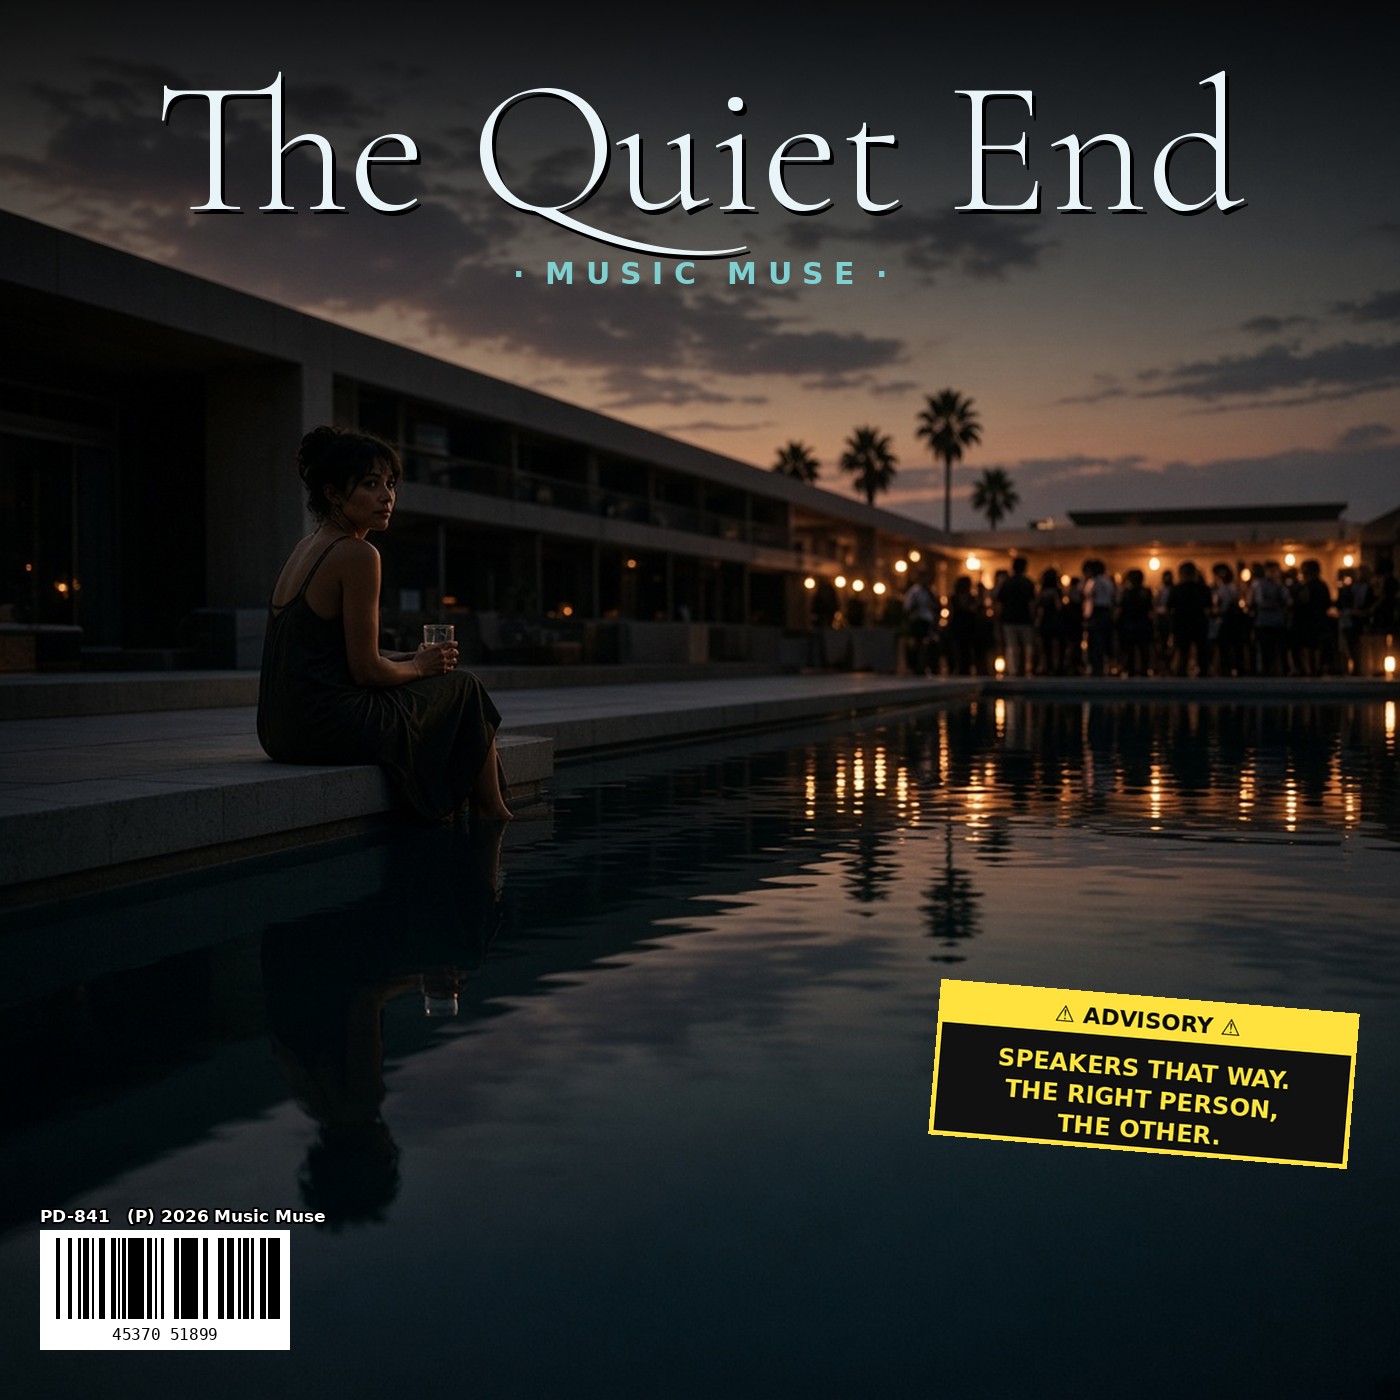 The Quiet End
· MUSIC MUSE ·
⚠ ADVISORY ⚠
SPEAKERS THAT WAY.
THE RIGHT PERSON,
THE OTHER.
PD-841 (P) 2026 Music Muse
45370 51899